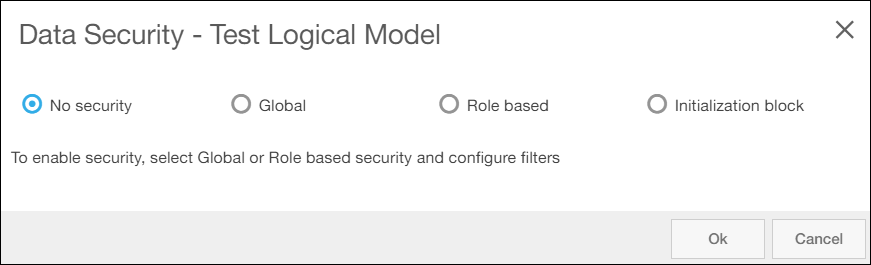 Data Security - Test Logical Model
No security Global Role based Initialization block
To enable security, select Global or Role based security and configure filters
Ok Cancel